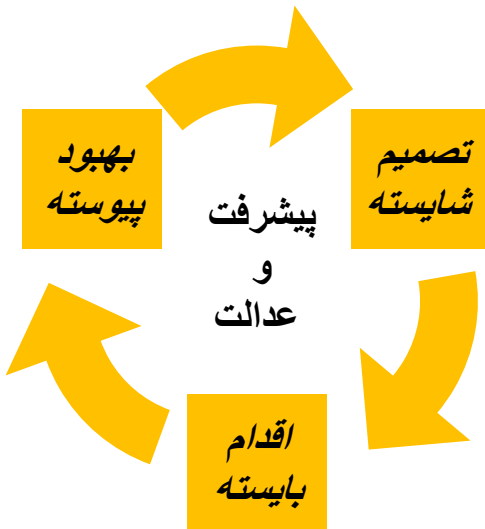 تصمیم
شایسته
بهبود
پیوسته
پیشرفت
و
عدالت
اقدام
بایسته